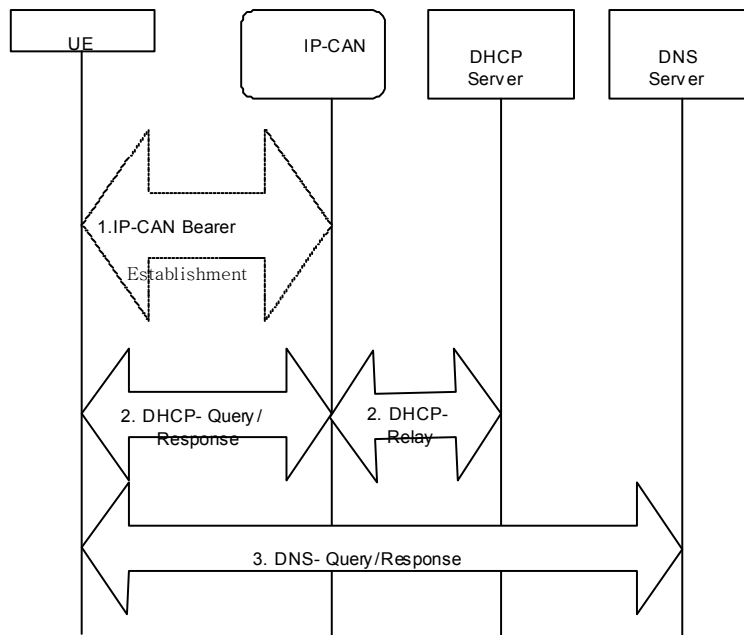 UE
IP-CAN
DHCP
Server
DNS
Server
1.IP-CAN Bearer
Establishment
2. DHCP- Query/
Response
2. DHCP-
Relay
3. DNS- Query/Response